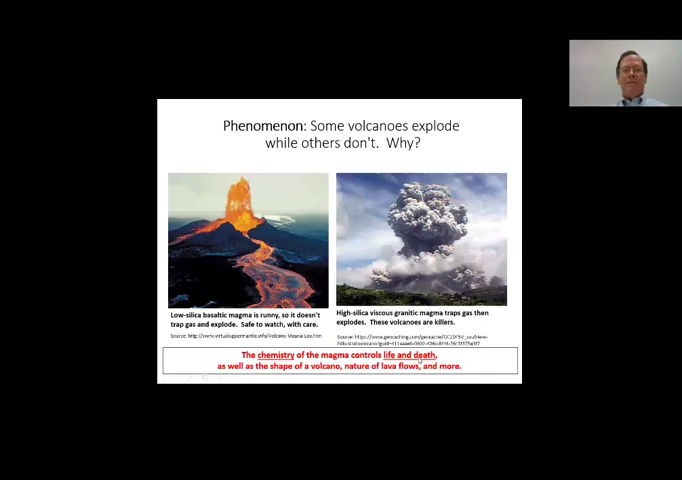 Phenomenon: Some volcanoes explode
while others don't.  Why?
Low-silica basaltic magma is runny, so it doesn't
trap gas and explode.  Safe to watch, with care.
High-silica viscous granitic magma traps gas then
explodes.  These volcanoes are killers.
The chemistry of the magma controls life and death,
as well as the shape of a volcano, nature of lava flows, and more.